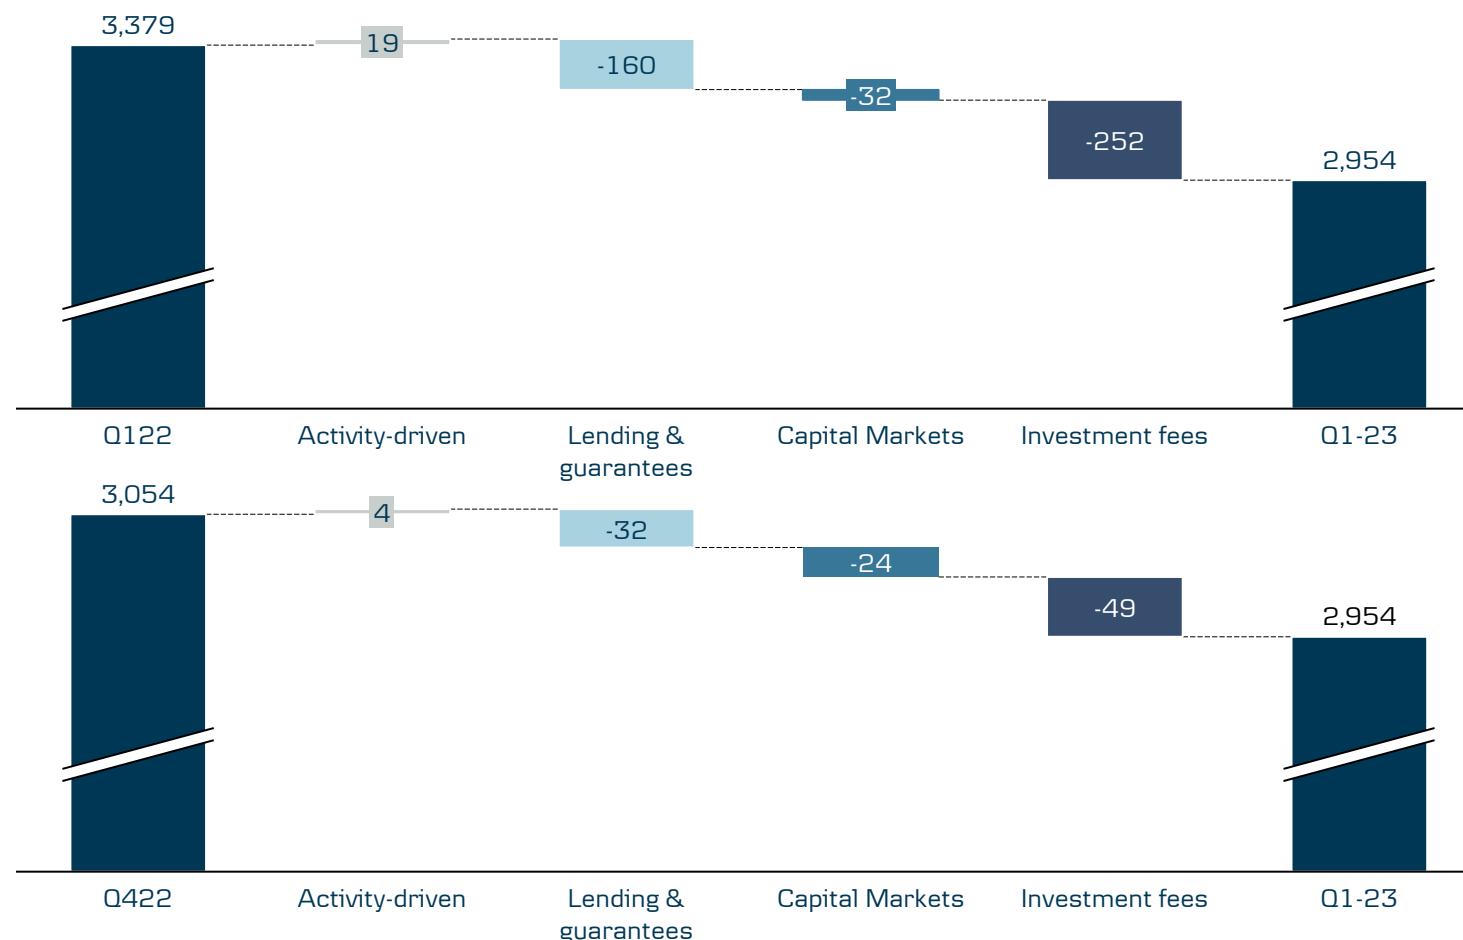 3,379
19
-160
-32
-252
2,954
Q122
Activity-driven
Lending &
guarantees
Capital Markets
Investment fees
Q1-23
3,054
4
-32
-24
-49
2,954
Q422
Activity-driven
Lending &
guarantees
Capital Markets
Investment fees
Q1-23